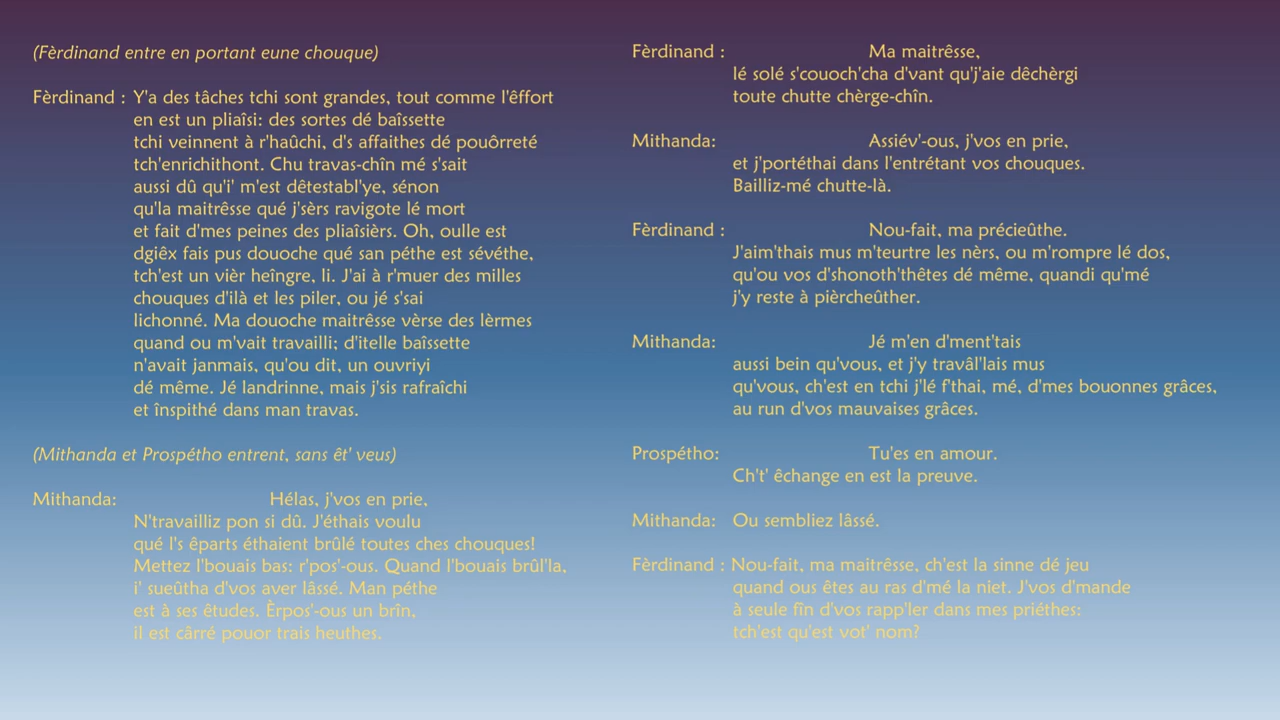 (Fèrdinand entre en portant eune chouque)
Fèrdinand : Y'a des tâches tchi sont grandes, tout comme l'êffort
en est un pliaîsi: des sortes dé baîssette
tchi veinnent à r'haûchi, d's affaithes dé pouôrreté
tch'enrichithont. Chu travas-chîn mé s'sait
aussi dû qu'i' m'est dêtestabl'ye, sénon
qu'la maitrêsse qué j'sèrs ravigote lé mort
et fait d'mes peines des pliaîsièrs. Oh, oulle est
dgiêx fais pus douoche qué san péthe est sévéthe,
tch'est un vièr heîngre, li. J'ai à r'muer des milles
chouques d'ilà et les piler, ou jé s'sai
lichonné. Ma douoche maitrêsse vèrse des lèrmes
quand ou m'vait travailli; d'itelle baîssette
n'avait janmais, qu'ou dit, un ouvriyi
dé même. Jé landrinne, mais j'sis rafraîchi
et înspithé dans man travas.
(Mithanda et Prospétho entrent, sans êt' veus)
Mithanda: Hélas, j'vos en prie,
N'travailliz pon si dû. J'éthais voulu
qué l's êparts éthaient brûlé toutes ches chouques!
Mettez l'bouais bas: r'pos'-ous. Quand l'bouais brûl'la,
i' sueûtha d'vos aver lâssé. Man péthe
est à ses êtudes. Èrpos'-ous un brîn,
il est cârré pouor trais heuthes.
Fèrdinand : Ma maitrêsse,
lé solé s'couoch'cha d'vant qu'j'aie dêchèrgi
toute chutte chèrge-chîn.
Mithanda: Assiév'-ous, j'vos en prie,
et j'portéthai dans l'entrétant vos chouques.
Bailliz-mé chutte-là.
Fèrdinand : Nou-fait, ma précieûthe.
J'aim'thais mus m'teurtre les nèrs, ou m'rompre lé dos,
qu'ou vos d'shonoth'thêtes dé même, quandi qu'mé
j'y reste à pièrcheûther.
Mithanda: Jé m'en d'ment'tais
aussi bein qu'vous, et j'y travâl'lais mus
qu'vous, ch'est en tchi j'lé f'thai, mé, d'mes bouonnes grâces,
au run d'vos mauvaises grâces.
Prospétho: Tu'es en amour.
Ch't' êchange en est la preuve.
Mithanda: Ou sembliez lâssé.
Fèrdinand : Nou-fait, ma maitrêsse, ch'est la sinne dé jeu
quand ous êtes au ras d'mé la niet. J'vos d'mande
à seule fîn d'vos rapp'ler dans mes priéthes:
tch'est qu'est vot' nom?